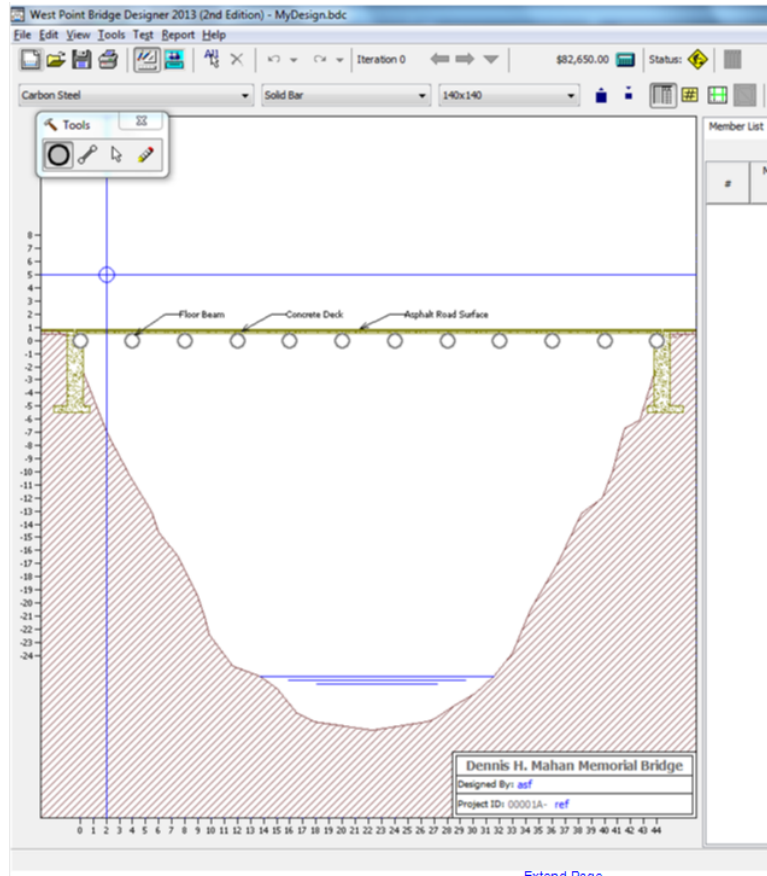 West Point Bridge Designer 2013 (2nd Edition) - MyDesign.bdc
File Edit View Tools Test Report Help
Iteration 0 $82,650.00 Status:
Carbon Steel Solid Bar 140x140
Tools
Member List
#
8
7
6
5
4
3
2
1
0
-1
-2
-3
-4
-5
-6
-7
-8
-9
-10
-11
-12
-13
-14
-15
-16
-17
-18
-19
-20
-21
-22
-23
-24
Floor Beam Concrete Deck Asphalt Road Surface
Dennis H. Mahan Memorial Bridge
Designed By: asf
Project ID: 00001A- ref
0 1 2 3 4 5 6 7 8 9 10 11 12 13 14 15 16 17 18 19 20 21 22 23 24 25 26 27 28 29 30 31 32 33 34 35 36 37 38 39 40 41 42 43 44
Extend Page